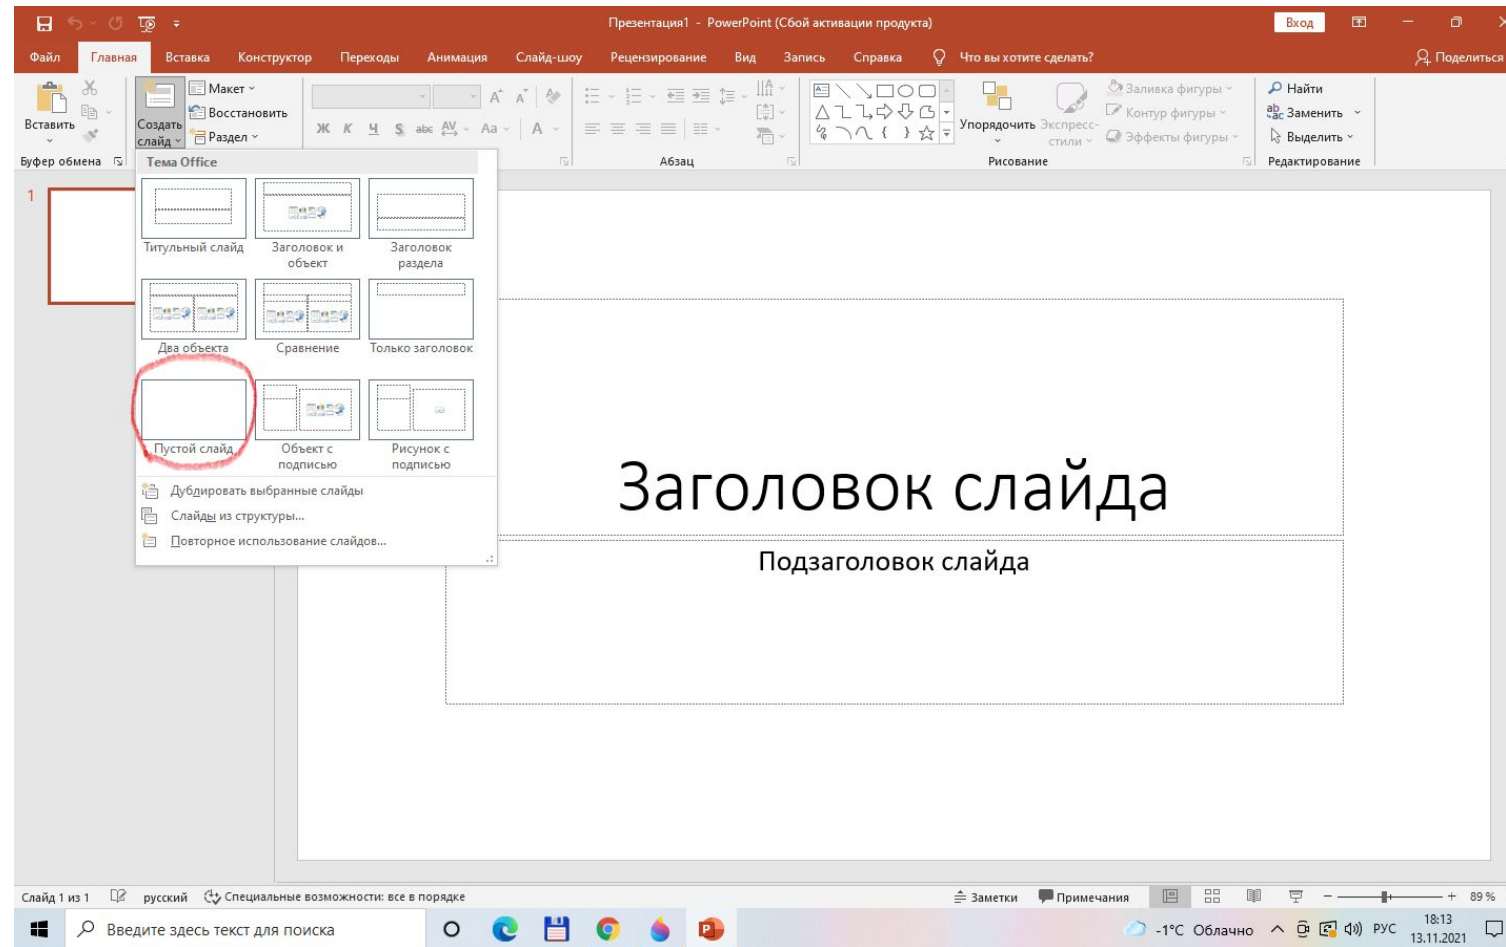 Презентация1 - PowerPoint (Сбой активации продукта)
Вход
Файл Главная Вставка Конструктор Переходы Анимация Слайд-шоу Рецензирование Вид Запись Справка Что вы хотите сделать? Поделиться
Вставить
Создать слайд
Макет
Восстановить
Раздел
Ж К Ч S abc AV Aa A
A A
Упорядочить
Экспресс-стили
Заливка фигуры
Контур фигуры
Эффекты фигуры
Найти
Заменить
Выделить
Буфер обмена
Абзац
Рисование
Редактирование
Тема Office
1
Титульный слайд
Заголовок и объект
Заголовок раздела
Два объекта
Сравнение
Только заголовок
Пустой слайд
Объект с подписью
Рисунок с подписью
Дублировать выбранные слайды
Слайды из структуры...
Повторное использование слайдов...
Заголовок слайда
Подзаголовок слайда
Слайд 1 из 1 русский Специальные возможности: все в порядке Заметки Примечания 89 %
Введите здесь текст для поиска
-1°C Облачно
РУС
18:13
13.11.2021